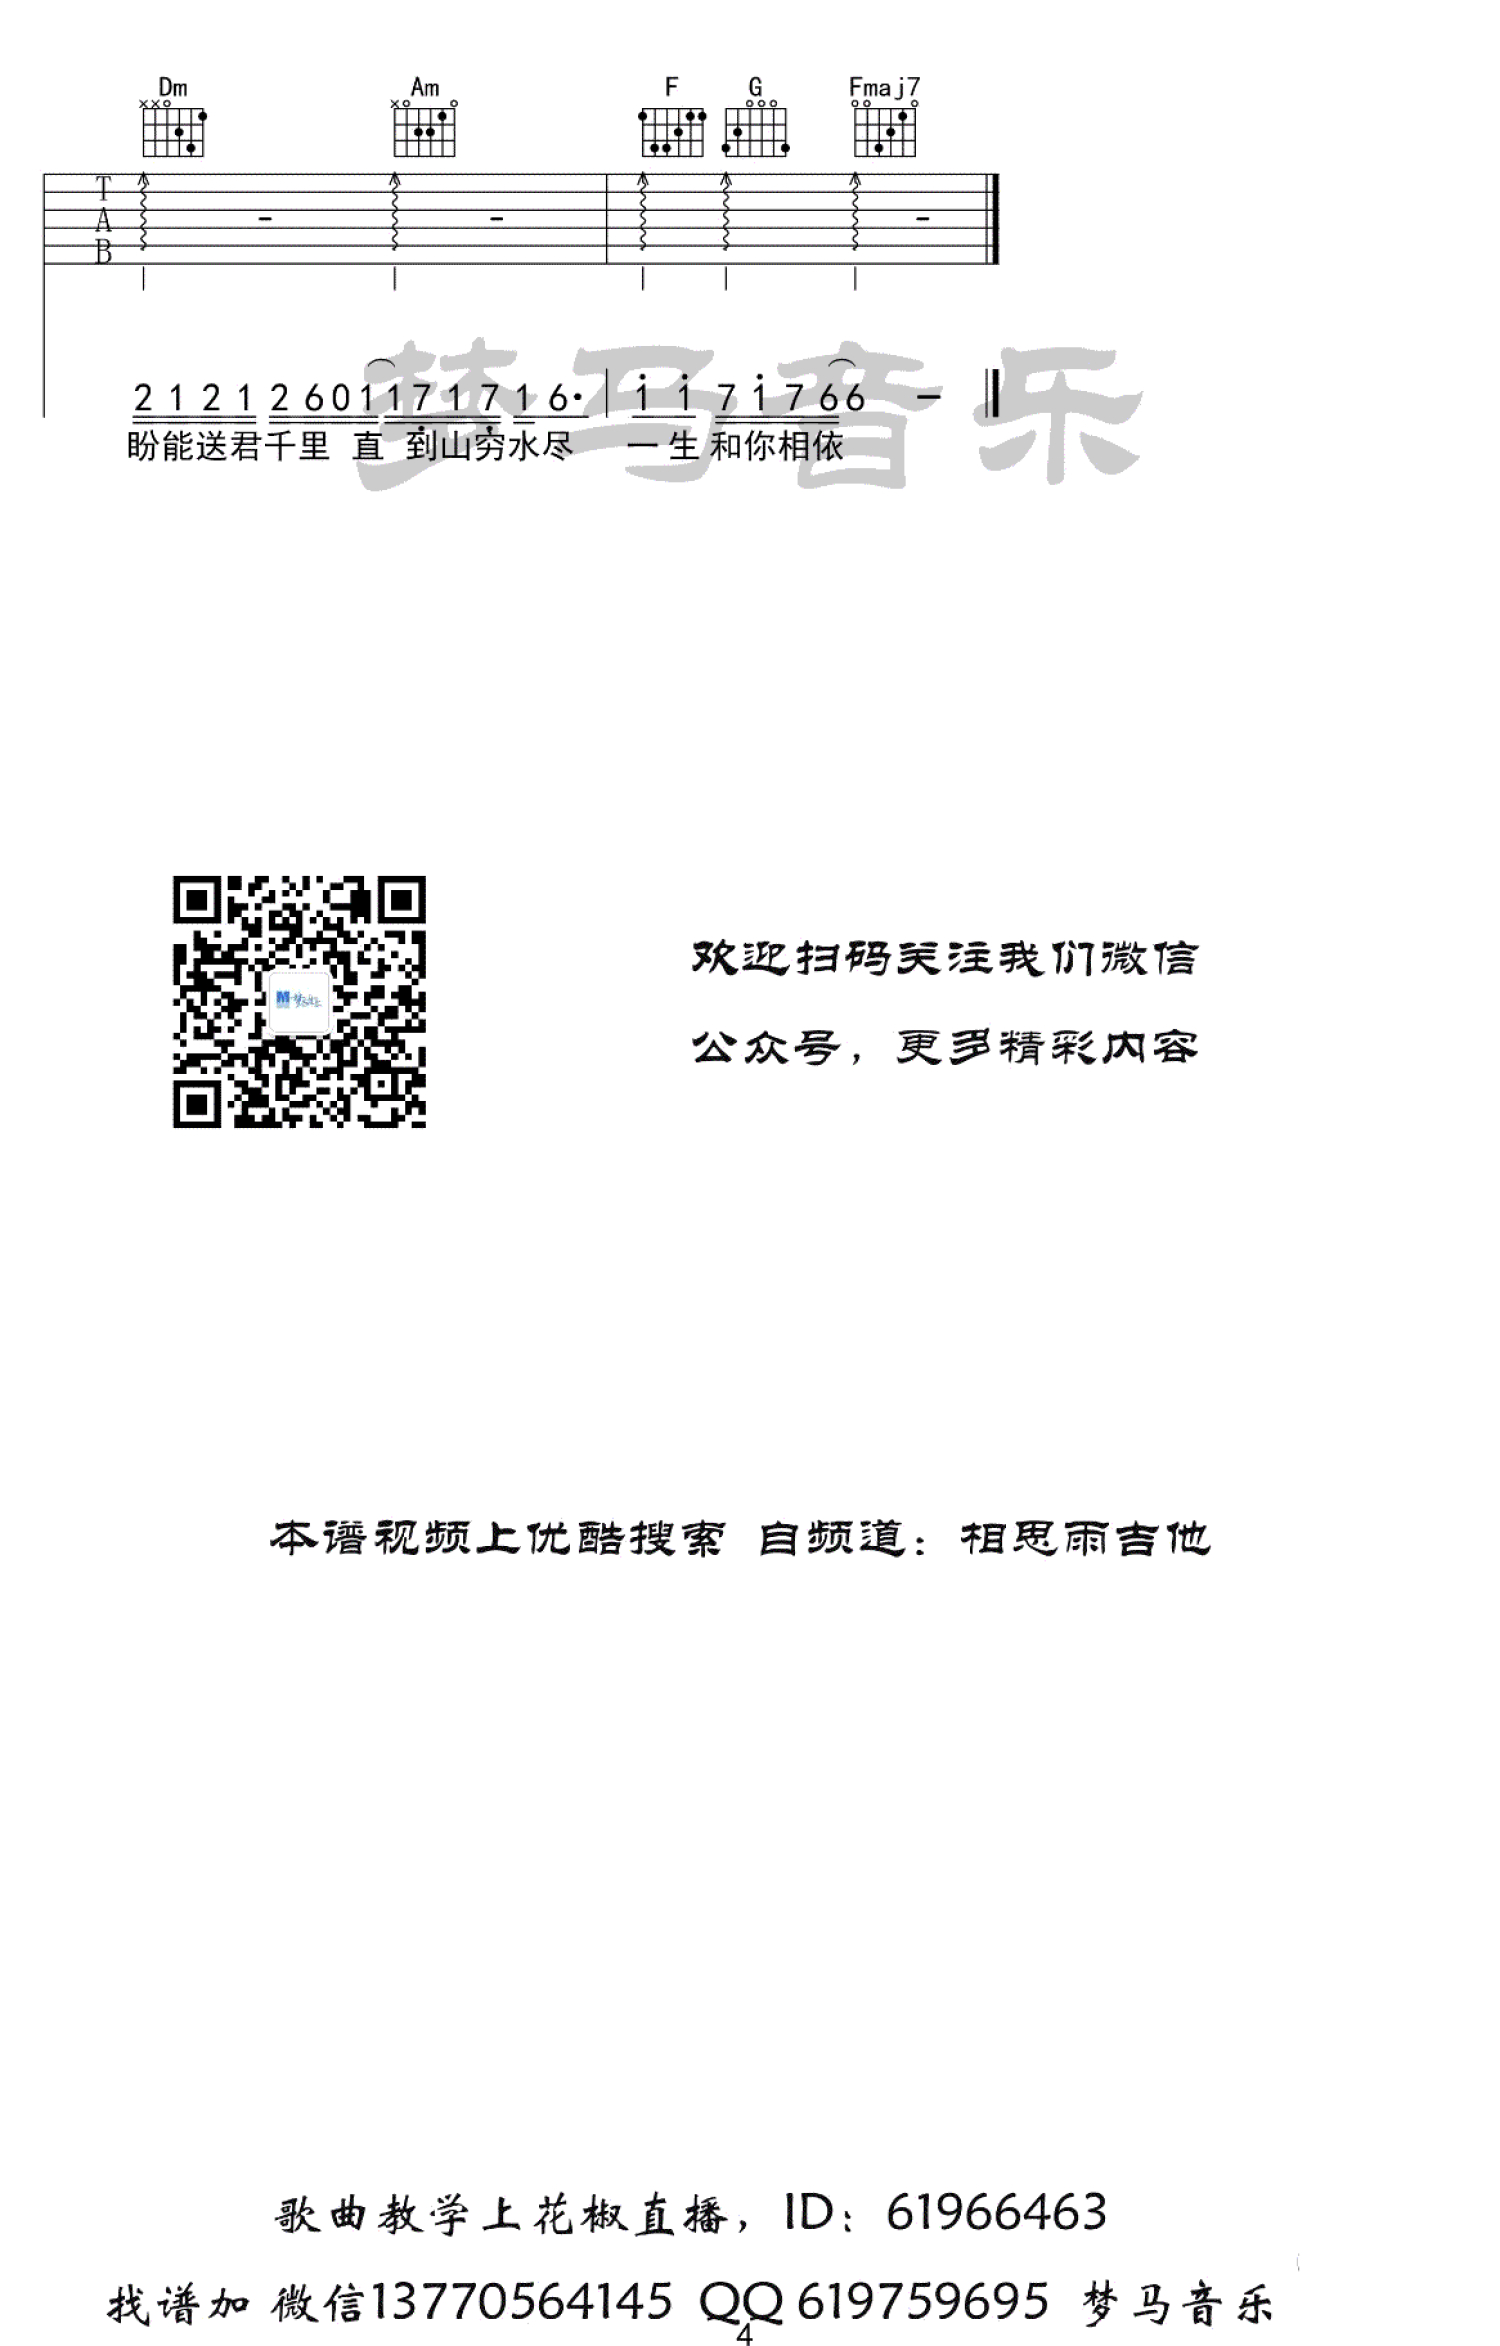 Dm Am F G Fmaj7
T
A
B
2 1 2 1 2 6 0 1 1 7 1 7 1 6· 1 1 7 1 7 6 6 -
盼能送君千里 直 到山穷水尽 一生和你相依
梦马音乐
欢迎扫码关注我们微信
公众号，更多精彩内容
本谱视频上优酷搜索 自频道：相思雨吉他
歌曲教学上花椒直播，ID：61966463
找谱加 微信13770564145 QQ 619759695 梦马音乐
4